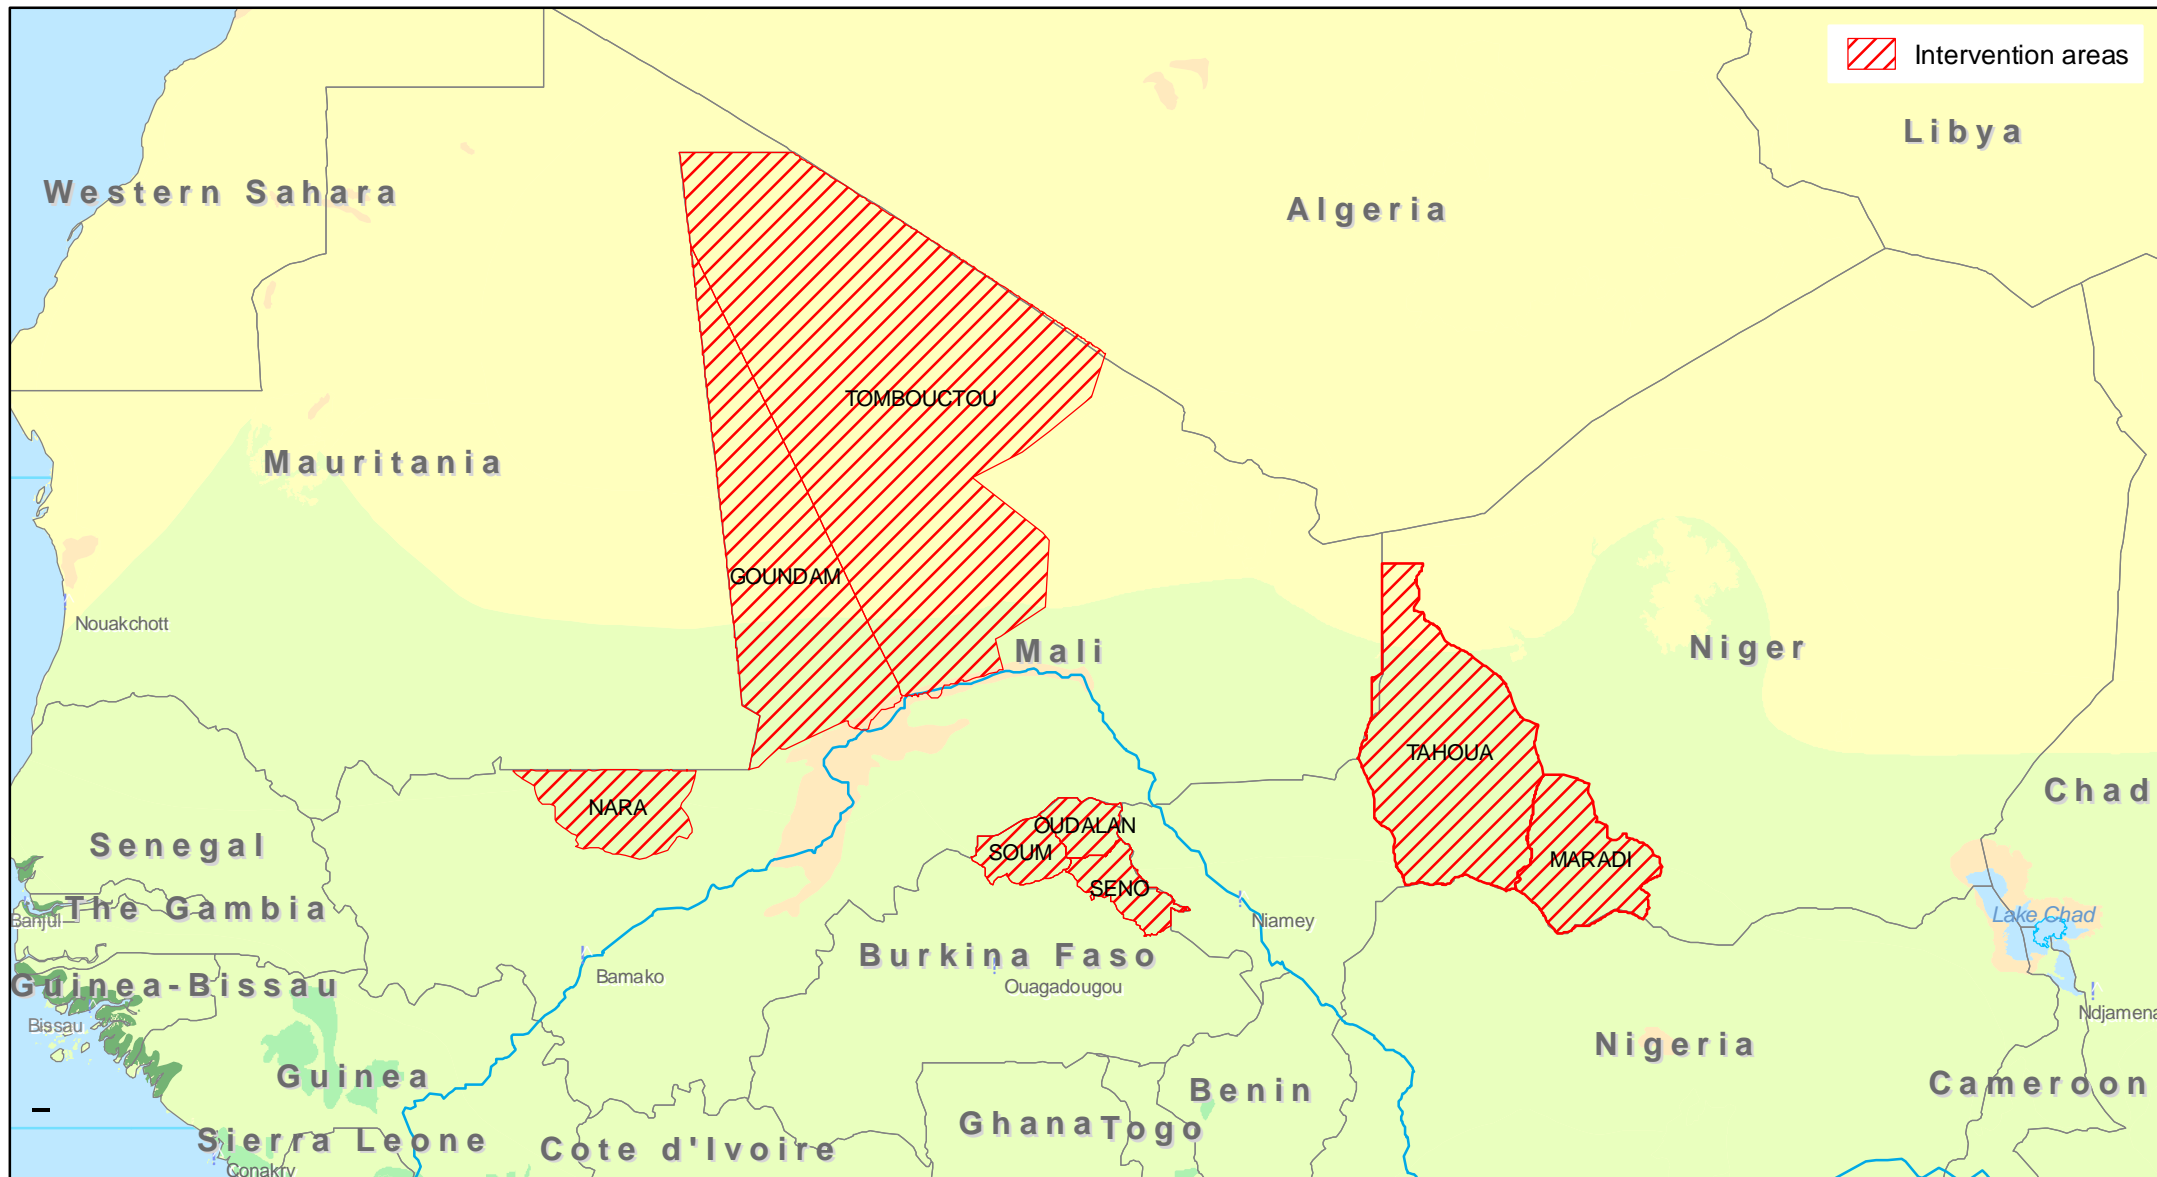 Intervention areas
Libya
Western Sahara
Algeria
TOMBOUCTOU
Mauritania
GOUNDAM
Nouakchott
Mali
Niger
TAHOUA
Chad
NARA
OUDALAN
Senegal
SOUM
MARADI
SENO
The Gambia
Banjul
Lake Chad
Niamey
Burkina Faso
Bamako
Guinea-Bissau
Ouagadougou
Ndjamena
Bissau
Nigeria
Guinea
Cameroon
Benin
Ghana
Togo
Sierra Leone
Cote d'Ivoire
Conakry